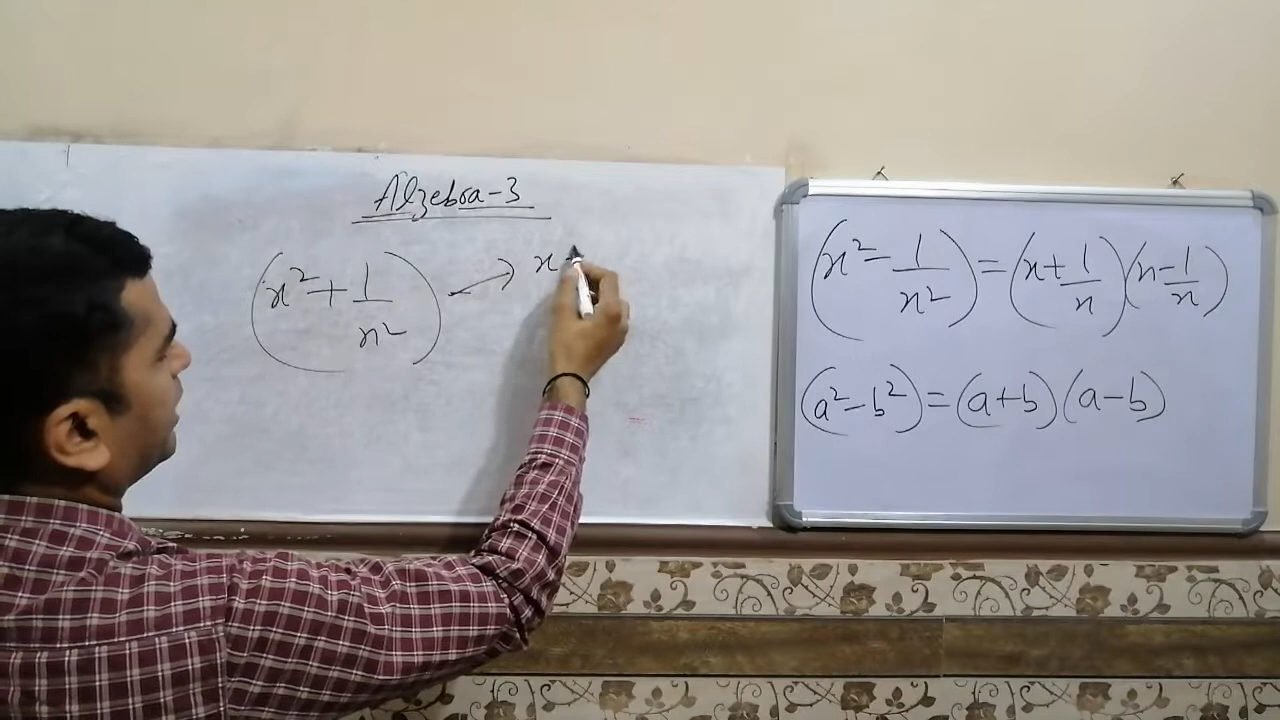 Algebra-3
(x² + 1/x²) → x
(x² - 1/x²) = (x + 1/x)(x - 1/x)
(a² - b²) = (a + b)(a - b)